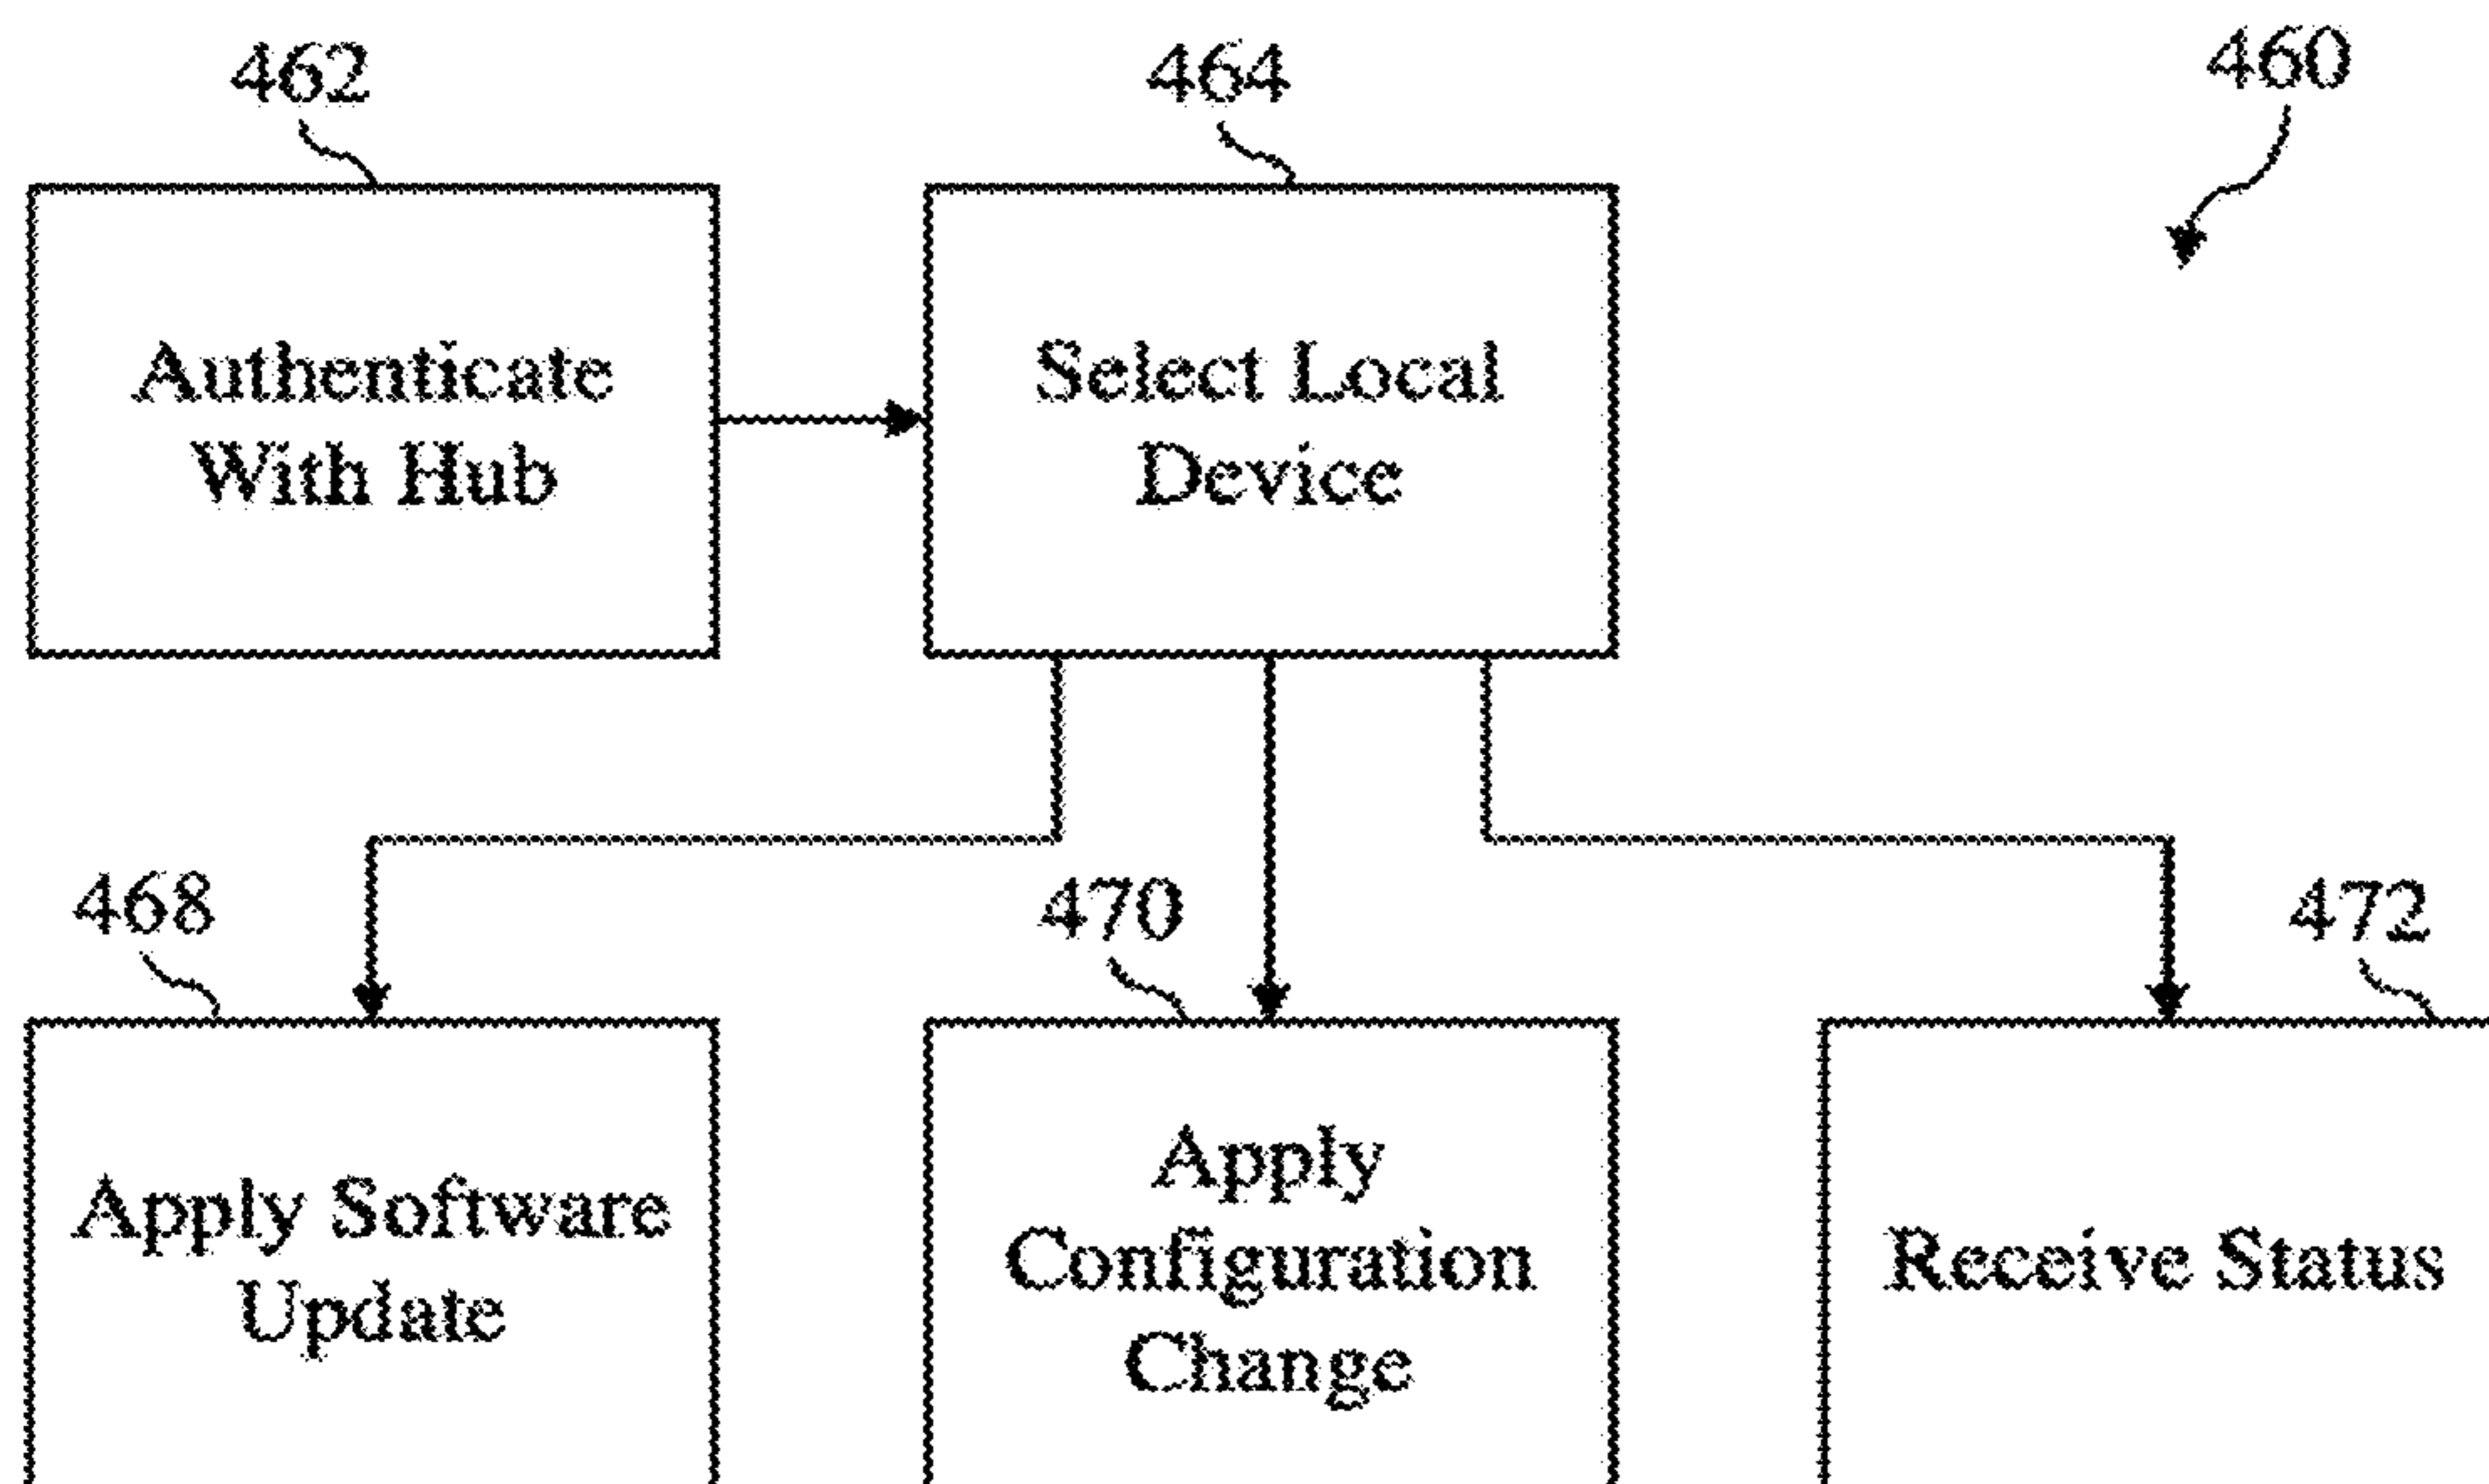 462
464
460
Authenticate
With Hub
Select Local
Device
468
470
472
Apply Software
Update
Apply
Configuration
Change
Receive Status